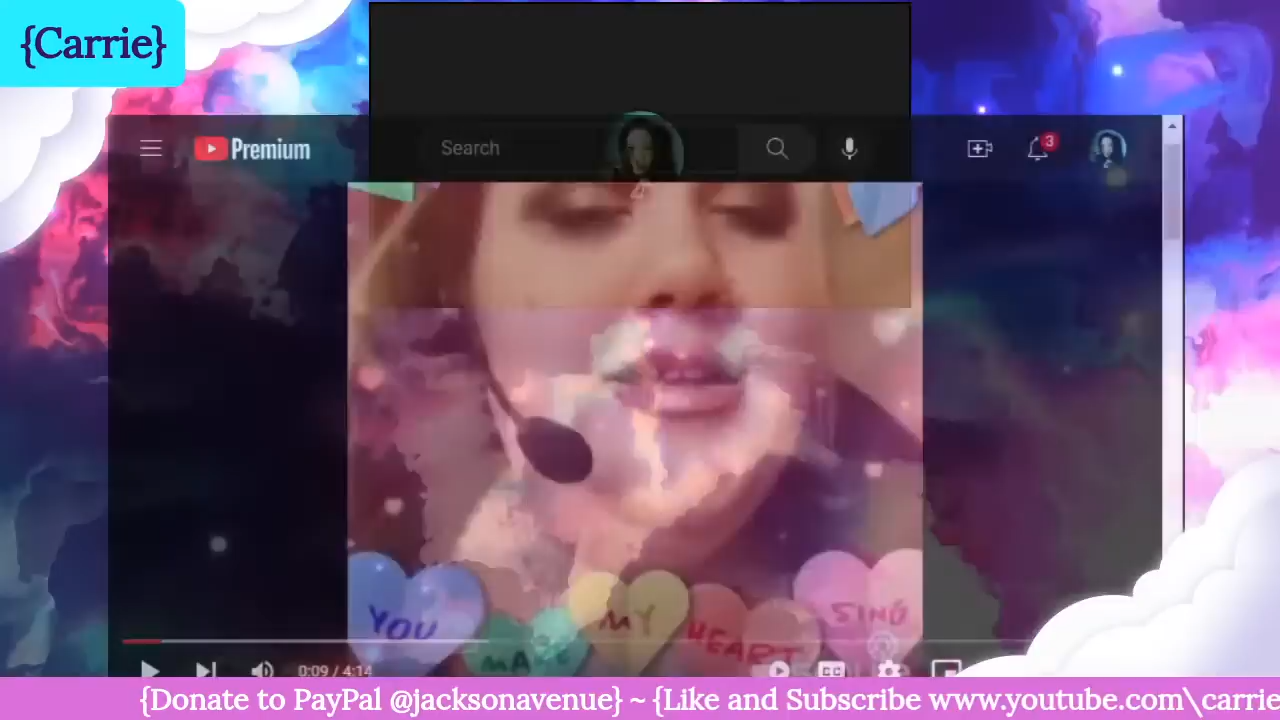 {Carrie}
Premium
Search
3
YOU
MAKE
MY
HEART
SING
0:09 / 4:14
CC
{Donate to PayPal @jacksonavenue} ~ {Like and Subscribe www.youtube.com\carrie